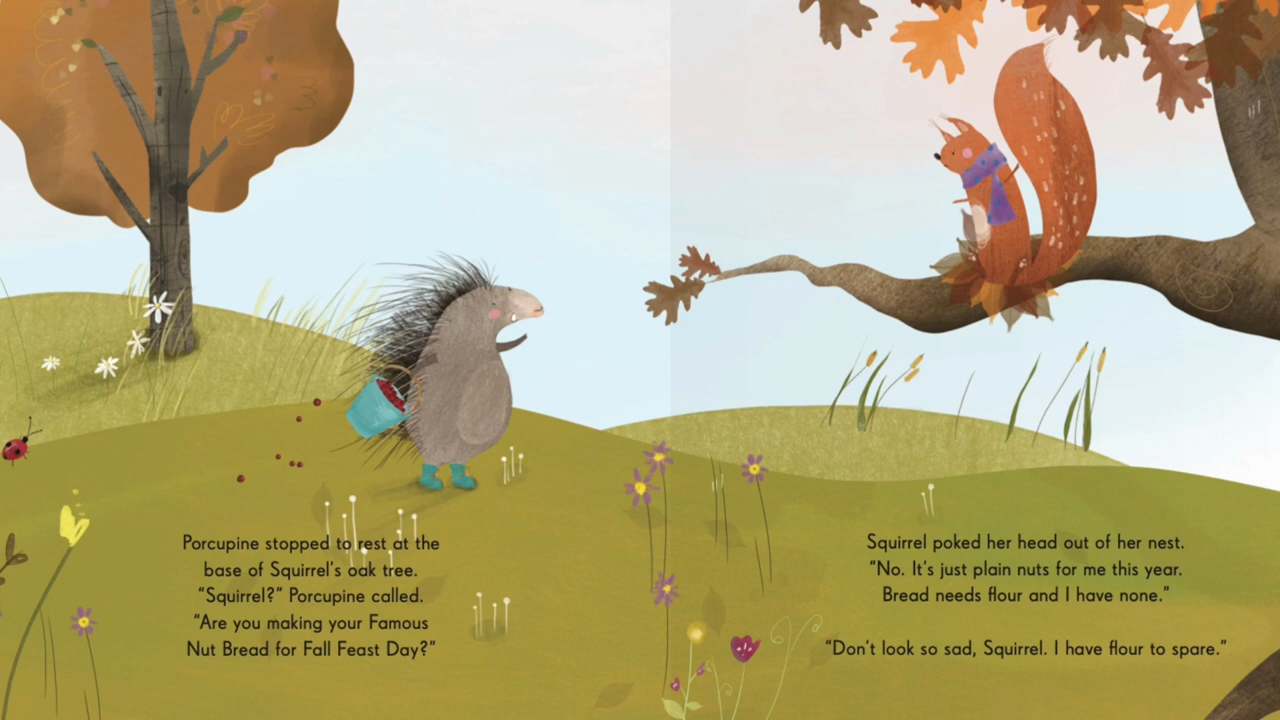 Porcupine stopped to rest at the
base of Squirrel's oak tree.
“Squirrel?” Porcupine called.
“Are you making your Famous
Nut Bread for Fall Feast Day?”
Squirrel poked her head out of her nest.
“No. It's just plain nuts for me this year.
Bread needs flour and I have none.”
“Don't look so sad, Squirrel. I have flour to spare.”